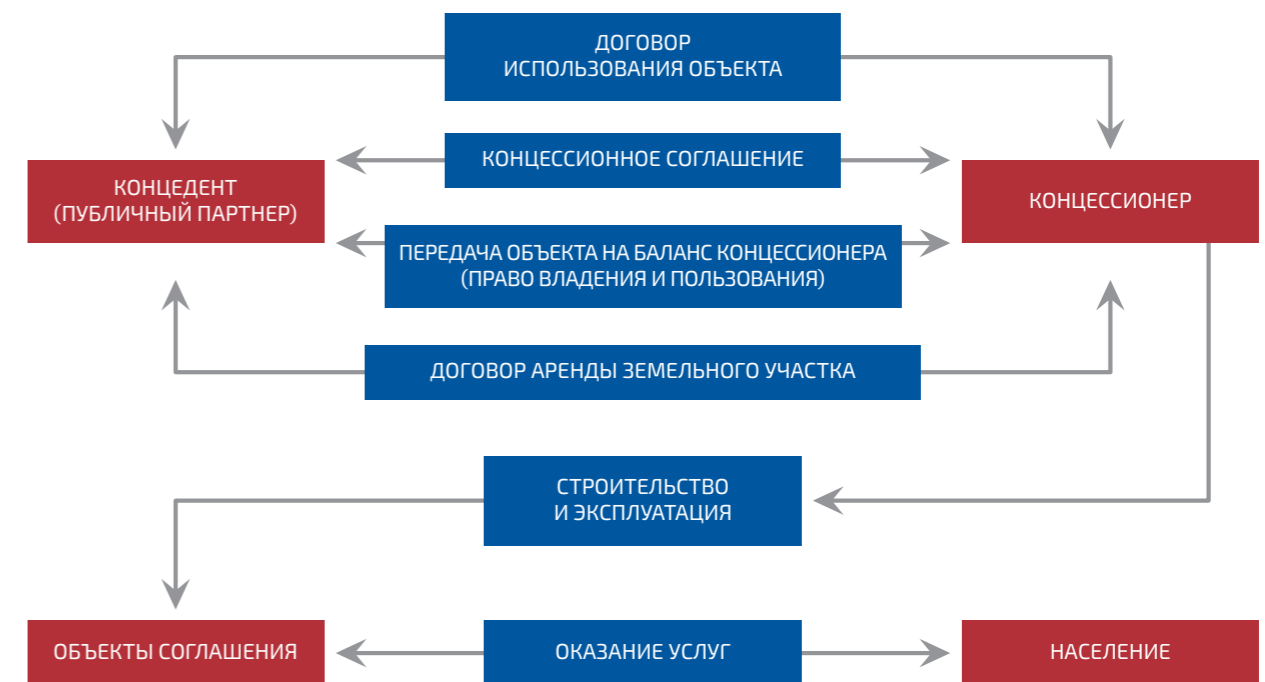 ДОГОВОР
ИСПОЛЬЗОВАНИЯ ОБЪЕКТА
КОНЦЕССИОННОЕ СОГЛАШЕНИЕ
КОНЦЕДЕНТ
(ПУБЛИЧНЫЙ ПАРТНЕР)
КОНЦЕССИОНЕР
ПЕРЕДАЧА ОБЪЕКТА НА БАЛАНС КОНЦЕССИОНЕРА
(ПРАВО ВЛАДЕНИЯ И ПОЛЬЗОВАНИЯ)
ДОГОВОР АРЕНДЫ ЗЕМЕЛЬНОГО УЧАСТКА
СТРОИТЕЛЬСТВО
И ЭКСПЛУАТАЦИЯ
ОБЪЕКТЫ СОГЛАШЕНИЯ
ОКАЗАНИЕ УСЛУГ
НАСЕЛЕНИЕ